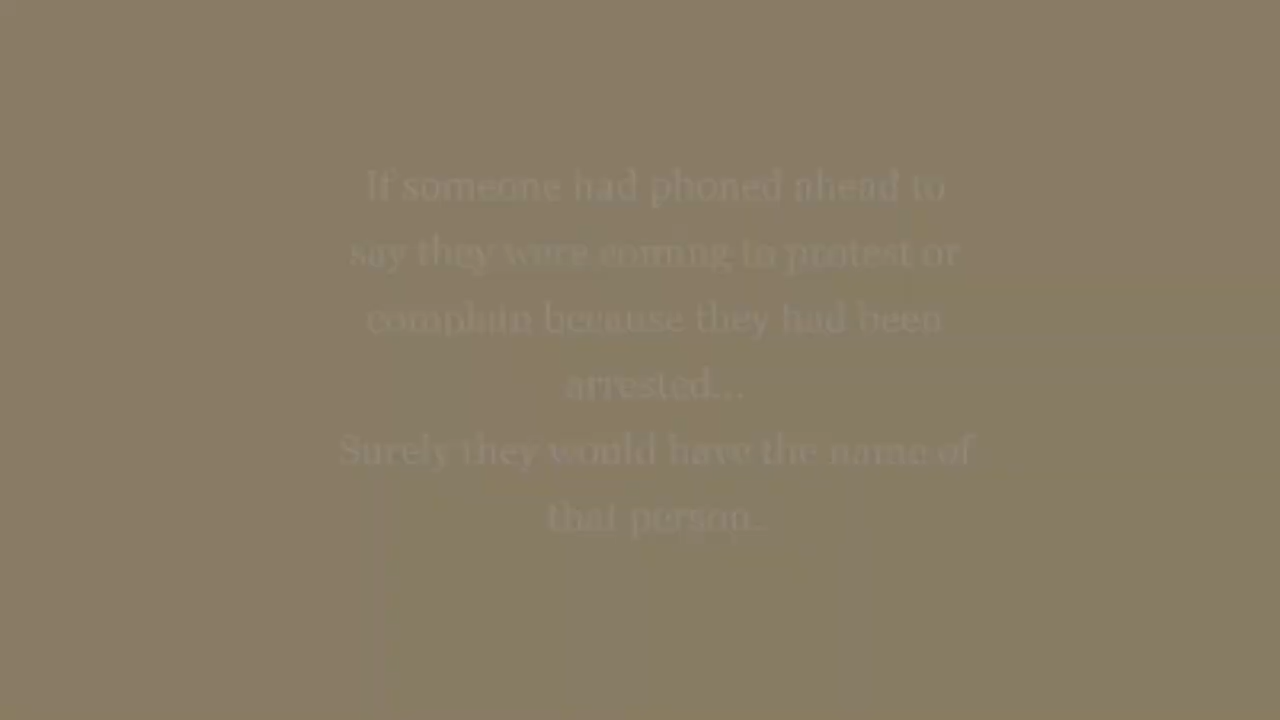 If someone had phoned ahead to
say they were coming to protest or
complain because they had been
arrested...
Surely they would have the name of
that person..